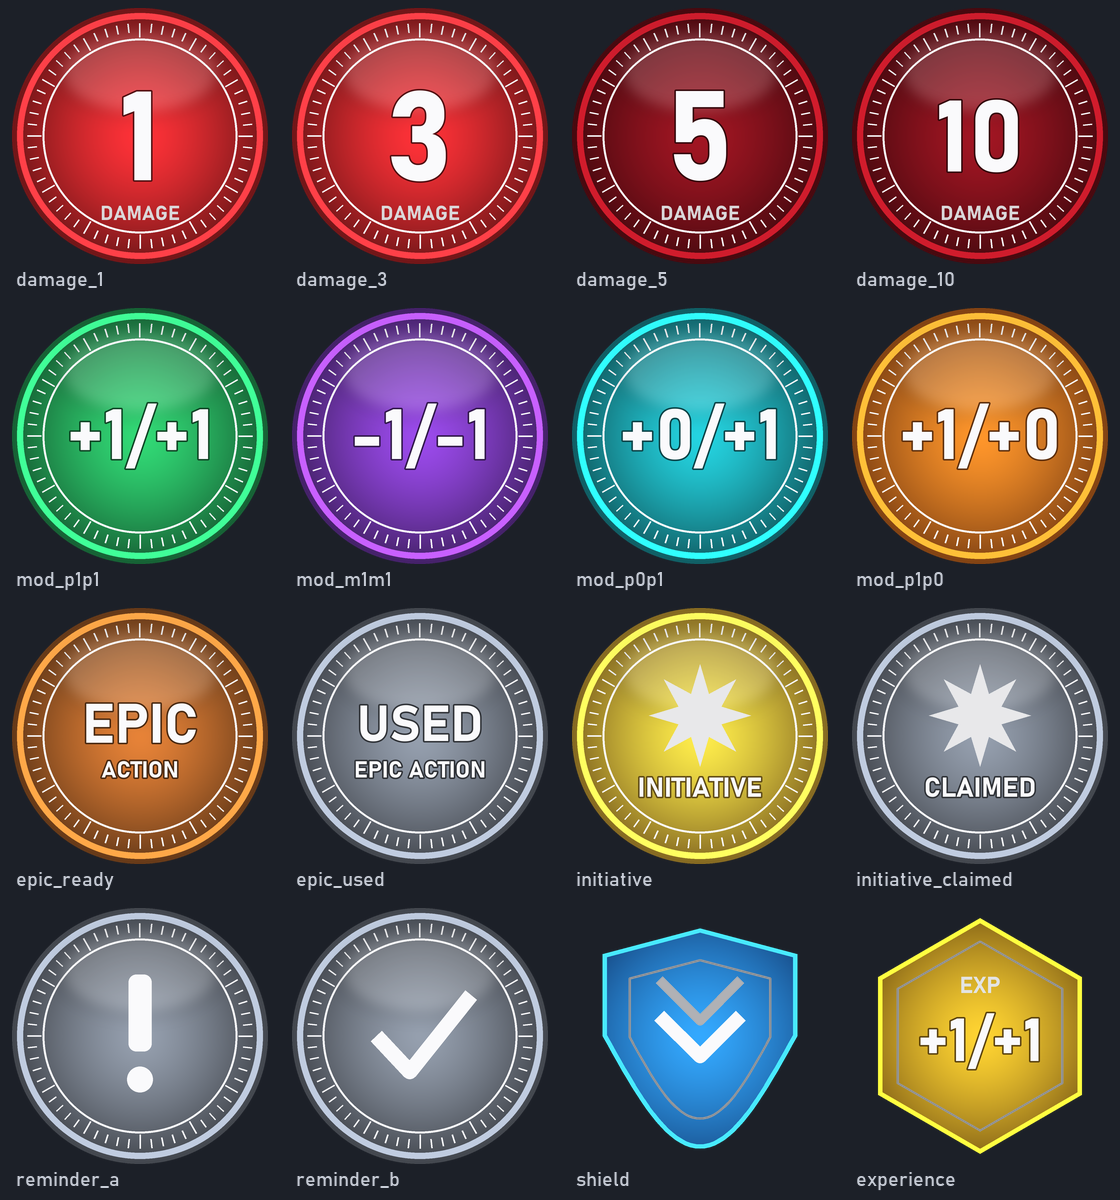 1
DAMAGE
damage_1
3
DAMAGE
damage_3
5
DAMAGE
damage_5
10
DAMAGE
damage_10
+1/+1
mod_p1p1
−1/−1
mod_m1m1
+0/+1
mod_p0p1
+1/+0
mod_p1p0
EPIC
ACTION
epic_ready
USED
EPIC ACTION
epic_used
INITIATIVE
initiative
CLAIMED
initiative_claimed
!
reminder_a
reminder_b
shield
EXP
+1/+1
experience